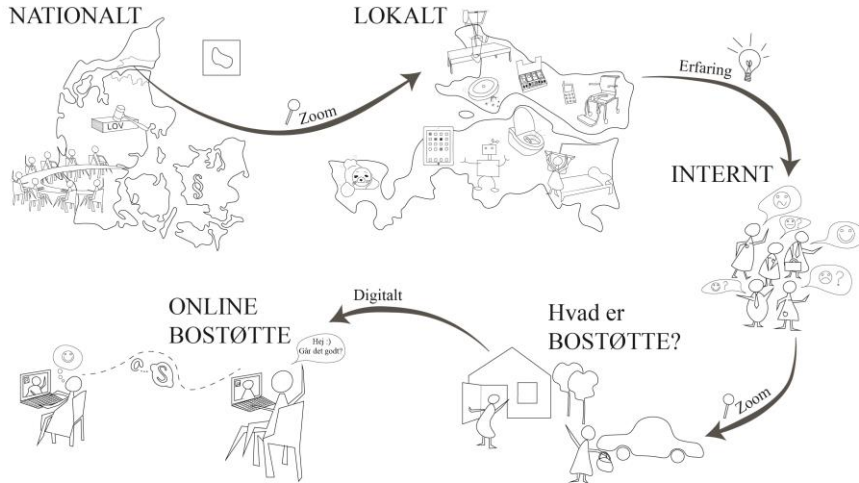 NATIONALT
LOV
§
Zoom
LOKALT
Erfaring
INTERNT
?
?
Zoom
Hvad er
BOSTØTTE?
Digitalt
ONLINE
BOSTØTTE
Hej :)
Går det godt?
@...
S